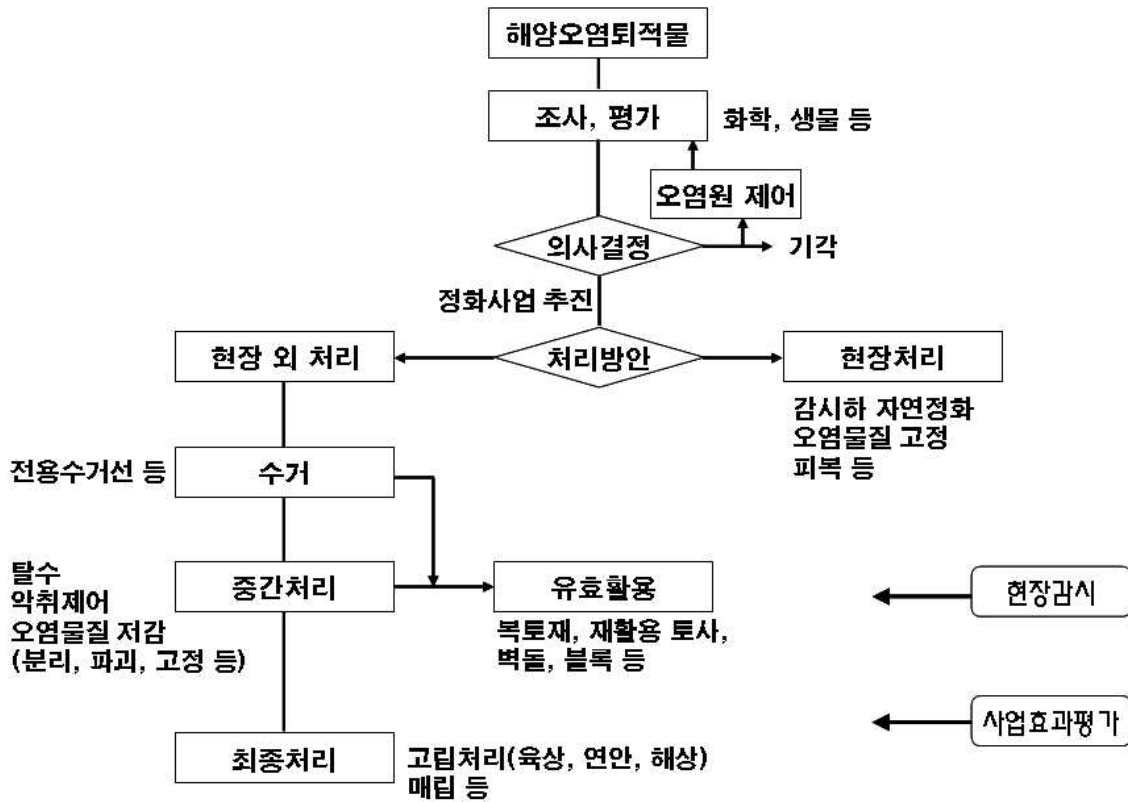 해양오염퇴적물
조사, 평가
화학, 생물 등
오염원 제어
의사결정
기각
정화사업 추진
현장 외 처리
처리방안
현장처리
감시하 자연정화
오염물질 고정
피복 등
전용수거선 등
수거
탈수
악취제어
오염물질 저감
(분리, 파괴, 고정 등)
중간처리
유효활용
복토재, 재활용 토사,
벽돌, 블록 등
현장감시
사업효과평가
최종처리
고립처리(육상, 연안, 해상)
매립 등